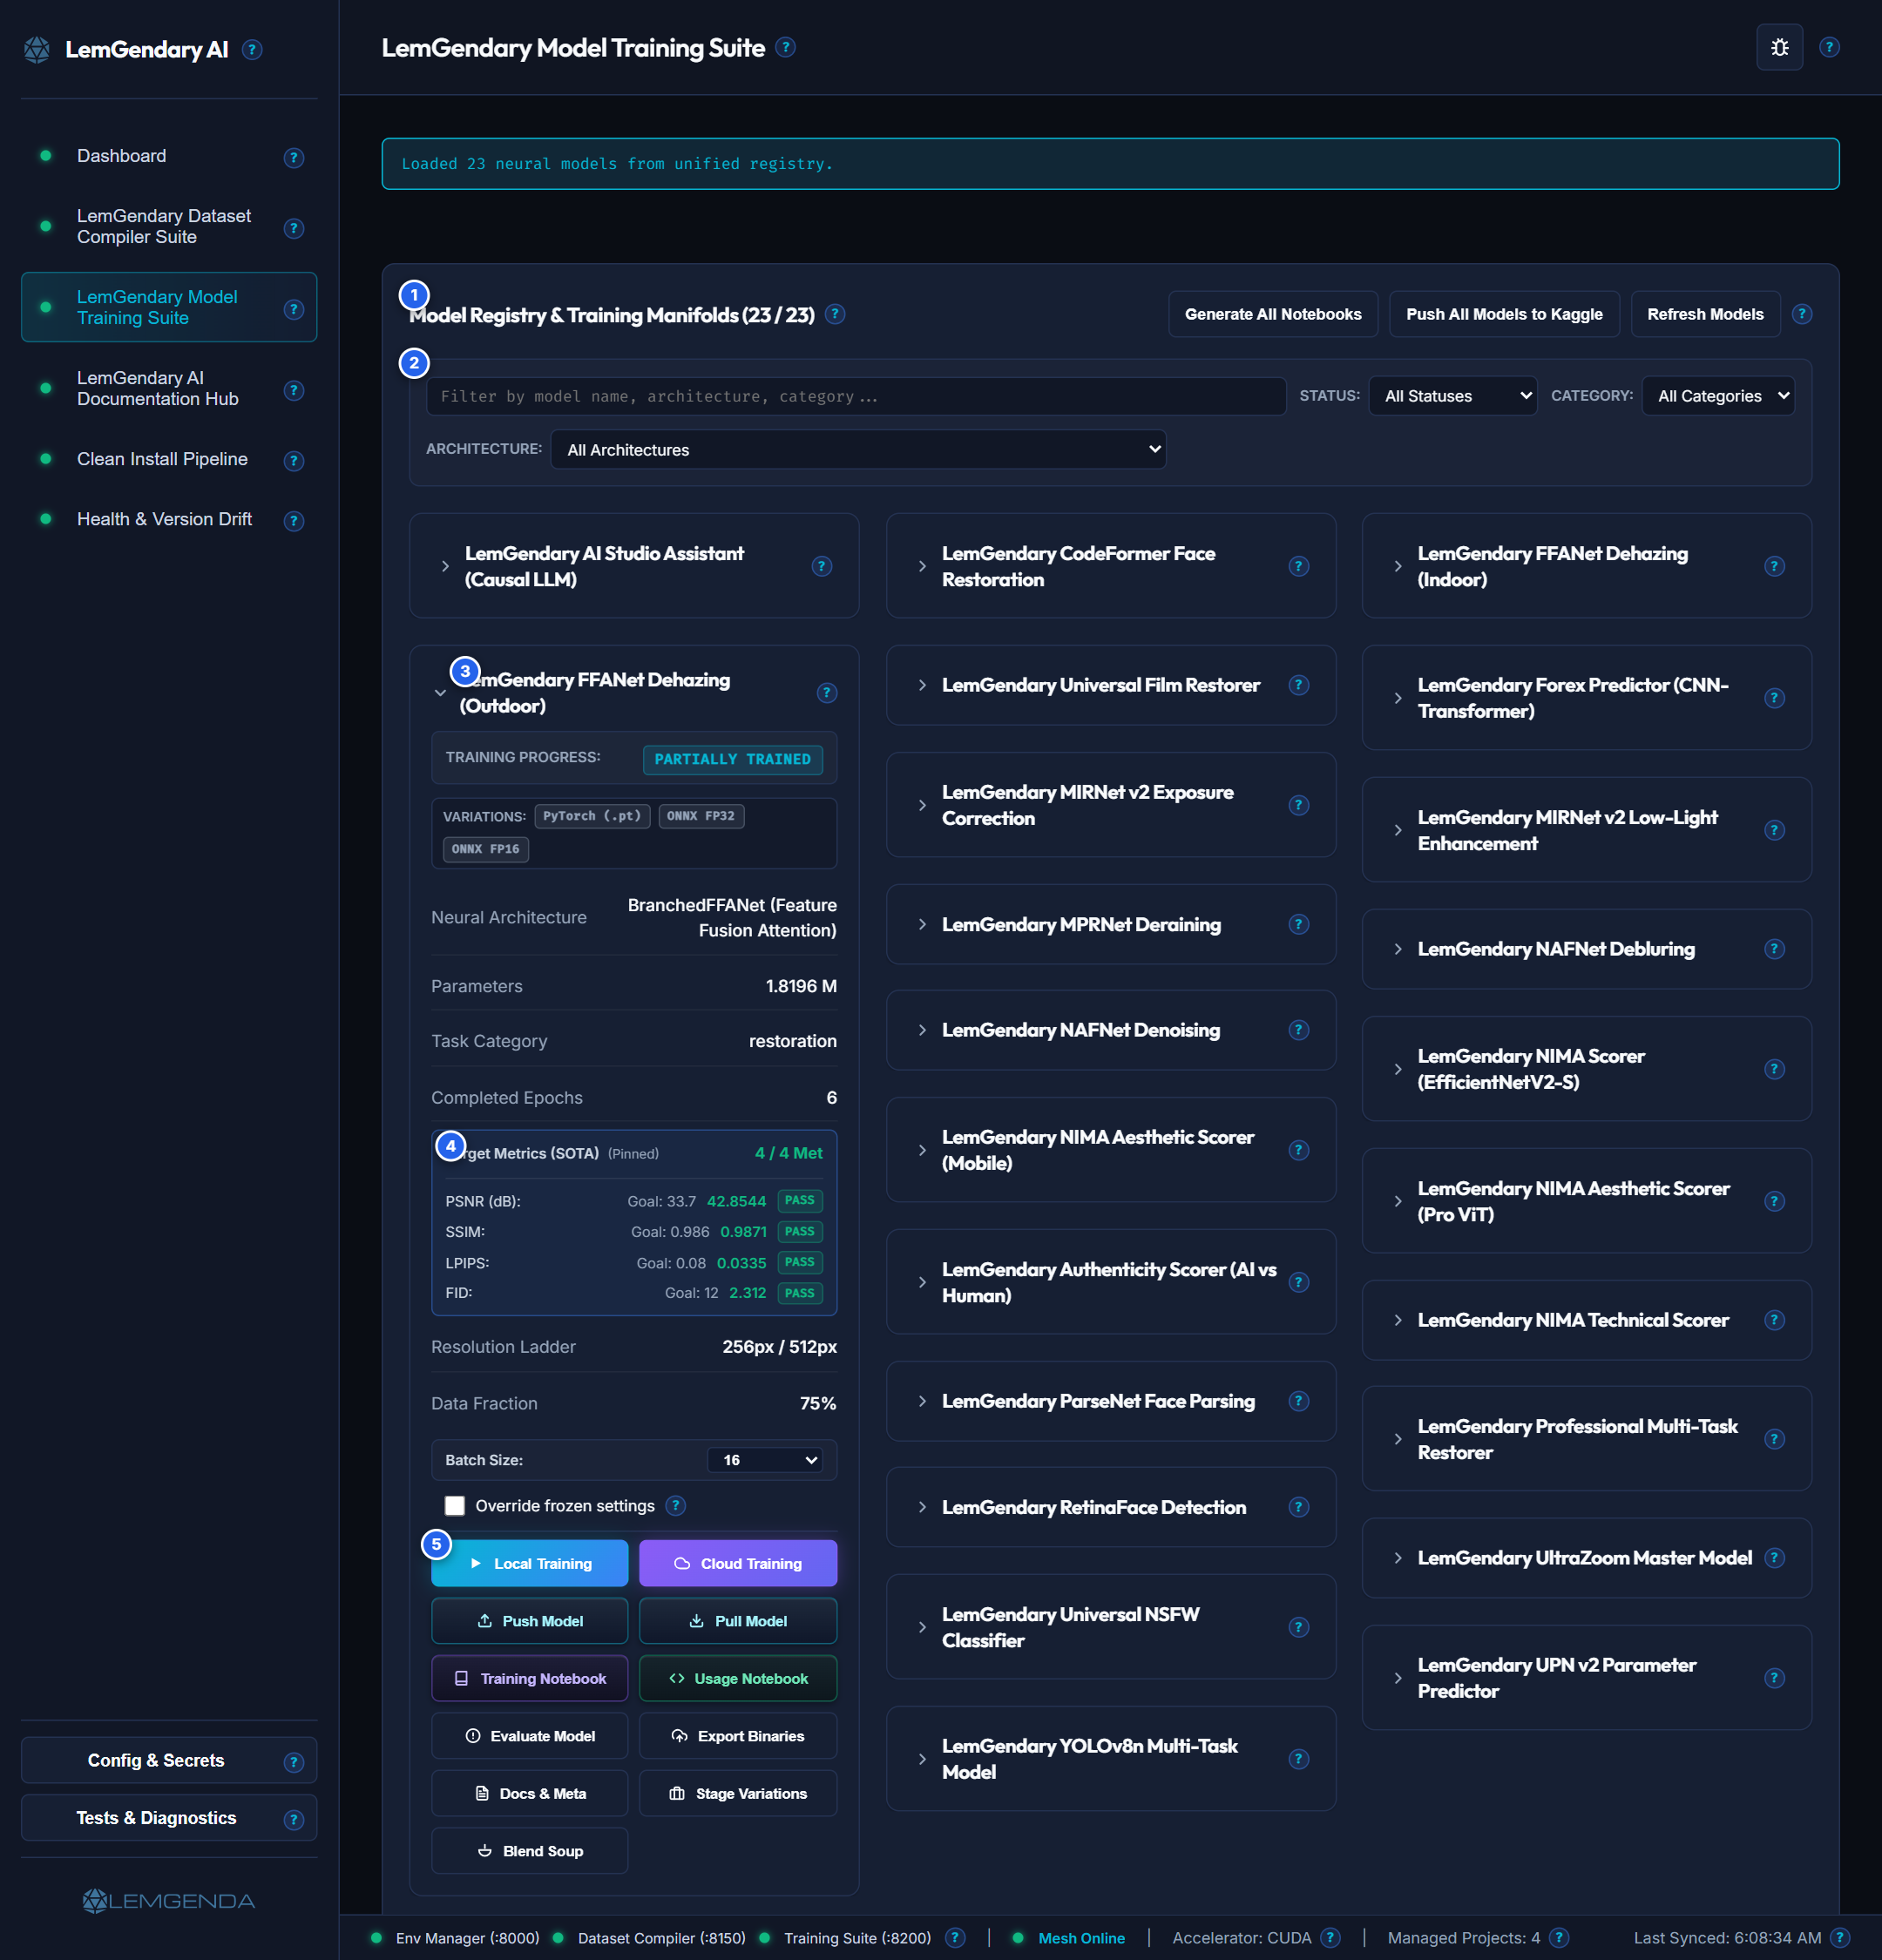 LemGendary AI ?
Dashboard ?
LemGendary Dataset
Compiler Suite ?
LemGendary Model
Training Suite ?
LemGendary AI
Documentation Hub ?
Clean Install Pipeline ?
Health & Version Drift ?
Config & Secrets ?
Tests & Diagnostics ?
LEMGENDA
LemGendary Model Training Suite ?
?
Loaded 23 neural models from unified registry.
1
Model Registry & Training Manifolds (23 / 23) ?
Generate All Notebooks
Push All Models to Kaggle
Refresh Models ?
2
Filter by model name, architecture, category...
STATUS: All Statuses
CATEGORY: All Categories
ARCHITECTURE: All Architectures
LemGendary AI Studio Assistant
(Causal LLM) ?
LemGendary CodeFormer Face
Restoration ?
LemGendary FFANet Dehazing
(Indoor) ?
3
LemGendary FFANet Dehazing
(Outdoor) ?
TRAINING PROGRESS: PARTIALLY TRAINED
VARIATIONS: PyTorch (.pt) ONNX FP32
ONNX FP16
Neural Architecture BranchedFFANet (Feature
Fusion Attention)
Parameters 1.8196 M
Task Category restoration
Completed Epochs 6
4
rget Metrics (SOTA) (Pinned) 4 / 4 Met
PSNR (dB): Goal: 33.7 42.8544 PASS
SSIM: Goal: 0.986 0.9871 PASS
LPIPS: Goal: 0.08 0.0335 PASS
FID: Goal: 12 2.312 PASS
Resolution Ladder 256px / 512px
Data Fraction 75%
Batch Size: 16
Override frozen settings ?
5
Local Training
Cloud Training
Push Model
Pull Model
Training Notebook
Usage Notebook
Evaluate Model
Export Binaries
Docs & Meta
Stage Variations
Blend Soup
LemGendary Universal Film Restorer ?
LemGendary MIRNet v2 Exposure
Correction ?
LemGendary MPRNet Deraining ?
LemGendary NAFNet Denoising ?
LemGendary NIMA Aesthetic Scorer
(Mobile) ?
LemGendary Authenticity Scorer (AI vs
Human) ?
LemGendary ParseNet Face Parsing ?
LemGendary RetinaFace Detection ?
LemGendary Universal NSFW
Classifier ?
LemGendary YOLOv8n Multi-Task
Model ?
LemGendary Forex Predictor (CNN-
Transformer) ?
LemGendary MIRNet v2 Low-Light
Enhancement ?
LemGendary NAFNet Debluring ?
LemGendary NIMA Scorer
(EfficientNetV2-S) ?
LemGendary NIMA Aesthetic Scorer
(Pro ViT) ?
LemGendary NIMA Technical Scorer ?
LemGendary Professional Multi-Task
Restorer ?
LemGendary UltraZoom Master Model ?
LemGendary UPN v2 Parameter
Predictor ?
Env Manager (:8000) Dataset Compiler (:8150) Training Suite (:8200) ? | Mesh Online | Accelerator: CUDA ? | Managed Projects: 4 ? Last Synced: 6:08:34 AM ?